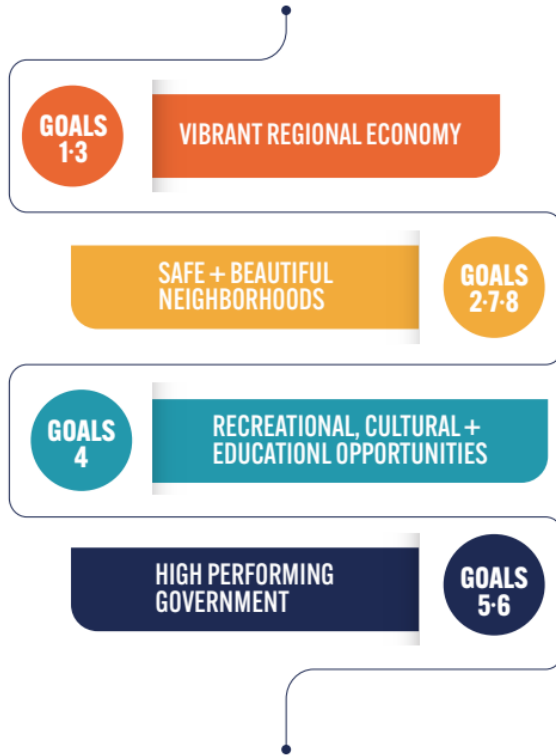 GOALS
1·3
VIBRANT REGIONAL ECONOMY
SAFE + BEAUTIFUL
NEIGHBORHOODS
GOALS
2·7·8
GOALS
4
RECREATIONAL, CULTURAL +
EDUCATIONL OPPORTUNITIES
HIGH PERFORMING
GOVERNMENT
GOALS
5·6